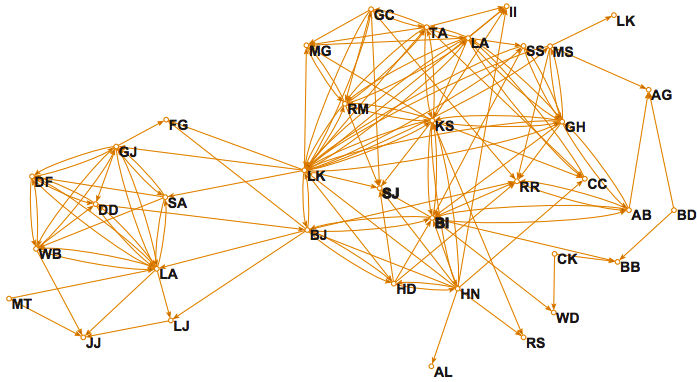 II
GC
LK
TA
LA
MG
SS
MS
AG
RM
KS
GH
FG
GJ
DF
LK
SJ
RR
CC
SA
DD
AB
BD
BI
BJ
WB
LA
CK
BB
HD
HN
MT
WD
LJ
JJ
RS
AL